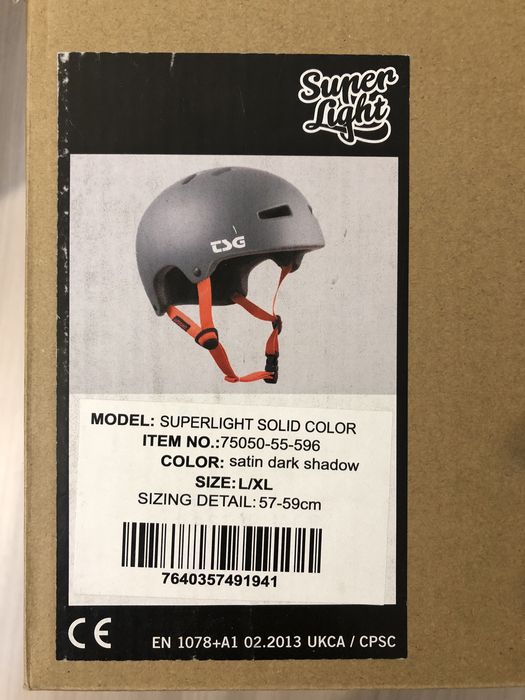 Super
Light
TSG
MODEL: SUPERLIGHT SOLID COLOR
ITEM NO.:75050-55-596
COLOR: satin dark shadow
SIZE:L/XL
SIZING DETAIL:57-59cm
7640357491941
CE EN 1078+A1 02.2013 UKCA / CPSC